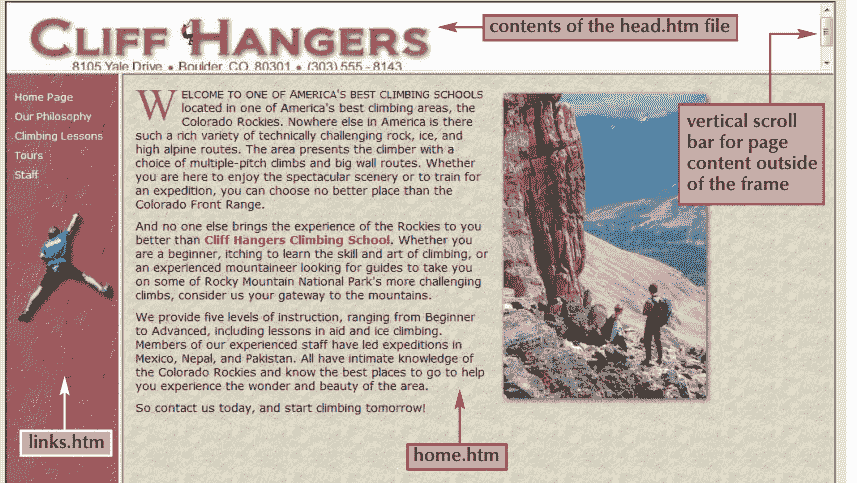 CLIFF HANGERS
contents of the head.htm file
8105 Yale Drive • Boulder, CO 80301 • (303) 555 - 8143
Home Page
Our Philosophy
Climbing Lessons
Tours
Staff
WELCOME TO ONE OF AMERICA'S BEST CLIMBING SCHOOLS
located in one of America's best climbing areas, the
Colorado Rockies. Nowhere else in America is there
such a rich variety of technically challenging rock, ice, and
high alpine routes. The area presents the climber with a
choice of multiple-pitch climbs and big wall routes. Whether
you are here to enjoy the spectacular scenery or to train for
an expedition, you can choose no better place than the
Colorado Front Range.
And no one else brings the experience of the Rockies to you
better than Cliff Hangers Climbing School. Whether you
are a beginner, itching to learn the skill and art of climbing, or
an experienced mountaineer looking for guides to take you
on some of Rocky Mountain National Park's more challenging
climbs, consider us your gateway to the mountains.
We provide five levels of instruction, ranging from Beginner
to Advanced, including lessons in aid and ice climbing.
Members of our experienced staff have led expeditions in
Mexico, Nepal, and Pakistan. All have intimate knowledge of
the Colorado Rockies and know the best places to go to help
you experience the wonder and beauty of the area.
So contact us today, and start climbing tomorrow!
vertical scroll
bar for page
content outside
of the frame
links.htm
home.htm